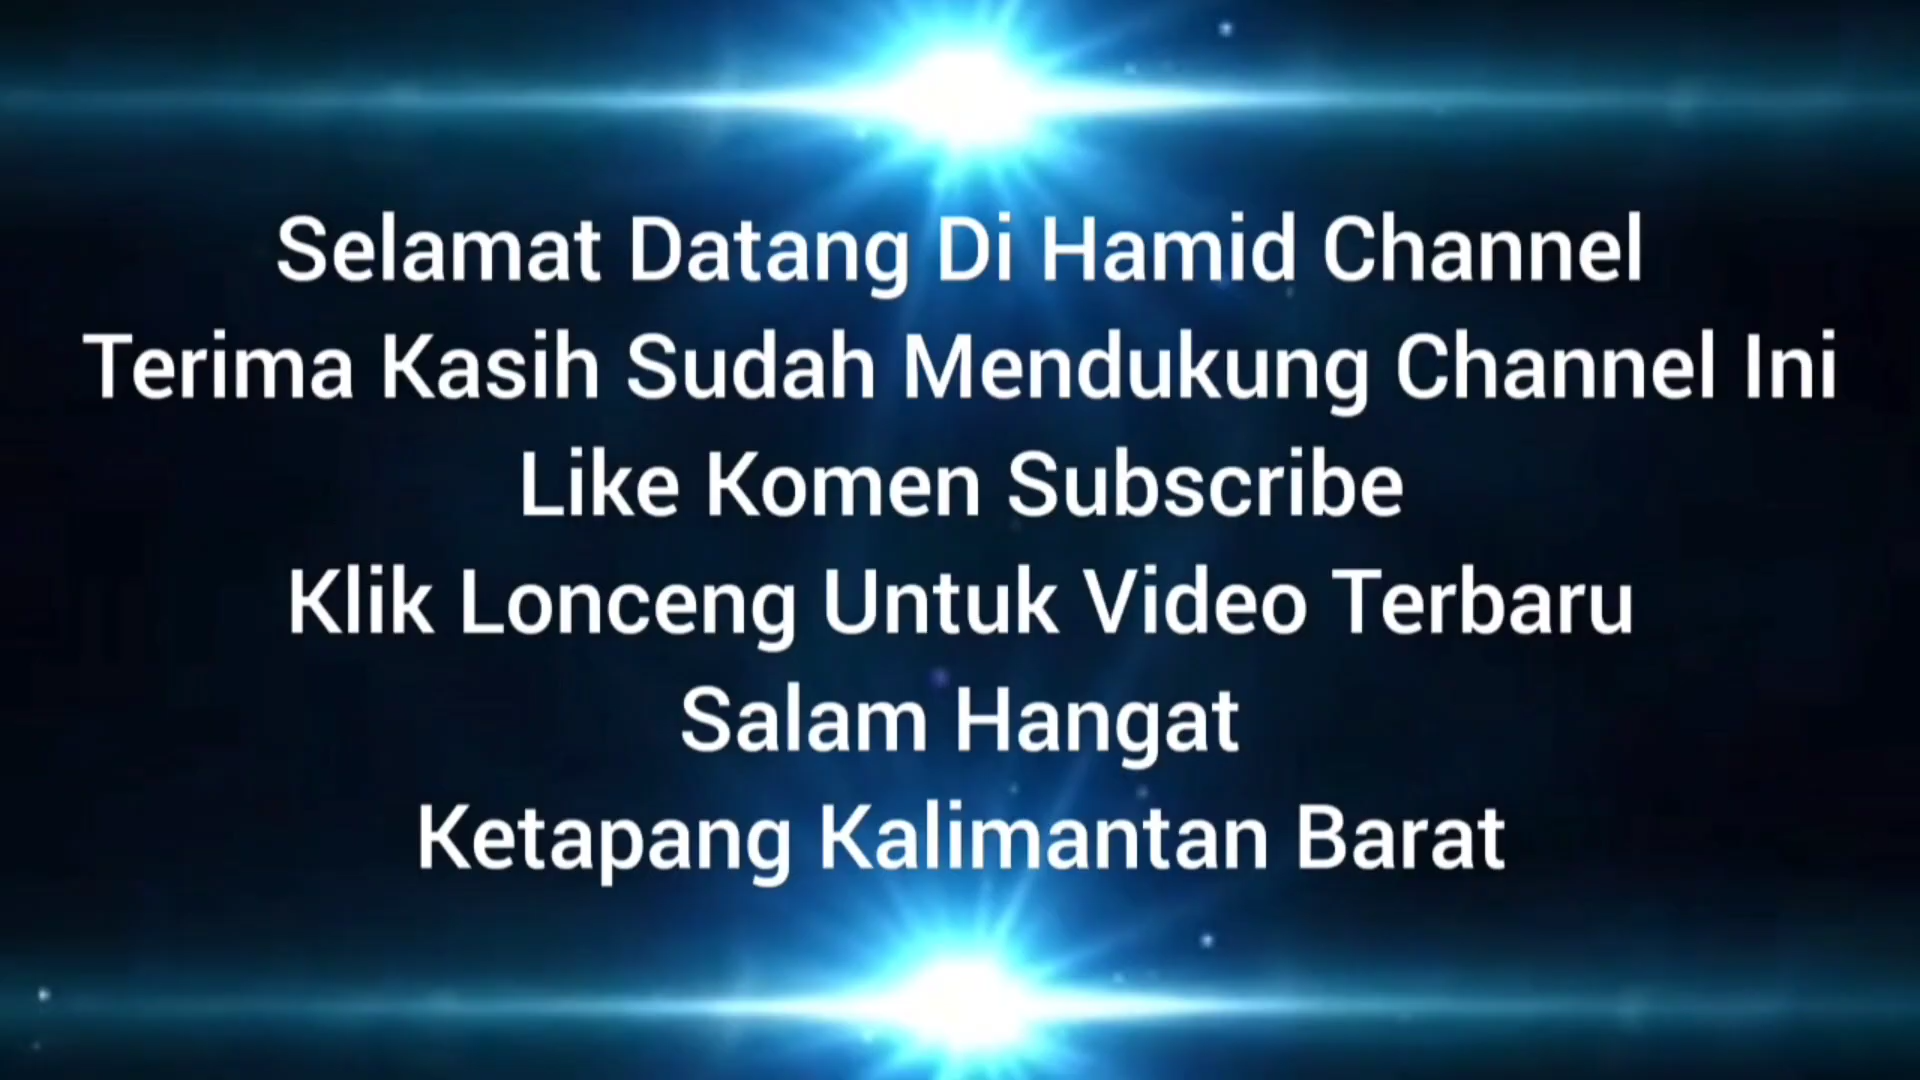 Selamat Datang Di Hamid Channel
Terima Kasih Sudah Mendukung Channel Ini
Like Komen Subscribe
Klik Lonceng Untuk Video Terbaru
Salam Hangat
Ketapang Kalimantan Barat